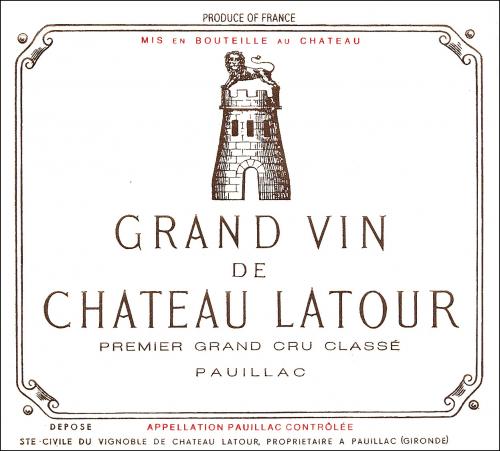 PRODUCE OF FRANCE
MIS EN BOUTEILLE AU CHATEAU
GRAND VIN
DE
CHATEAU LATOUR
PREMIER GRAND CRU CLASSÉ
PAUILLAC
DEPOSE APPELLATION PAUILLAC CONTRÔLÉE
STE · CIVILE DU VIGNOBLE DE CHATEAU LATOUR, PROPRIETAIRE A PAUILLAC (GIRONDE)